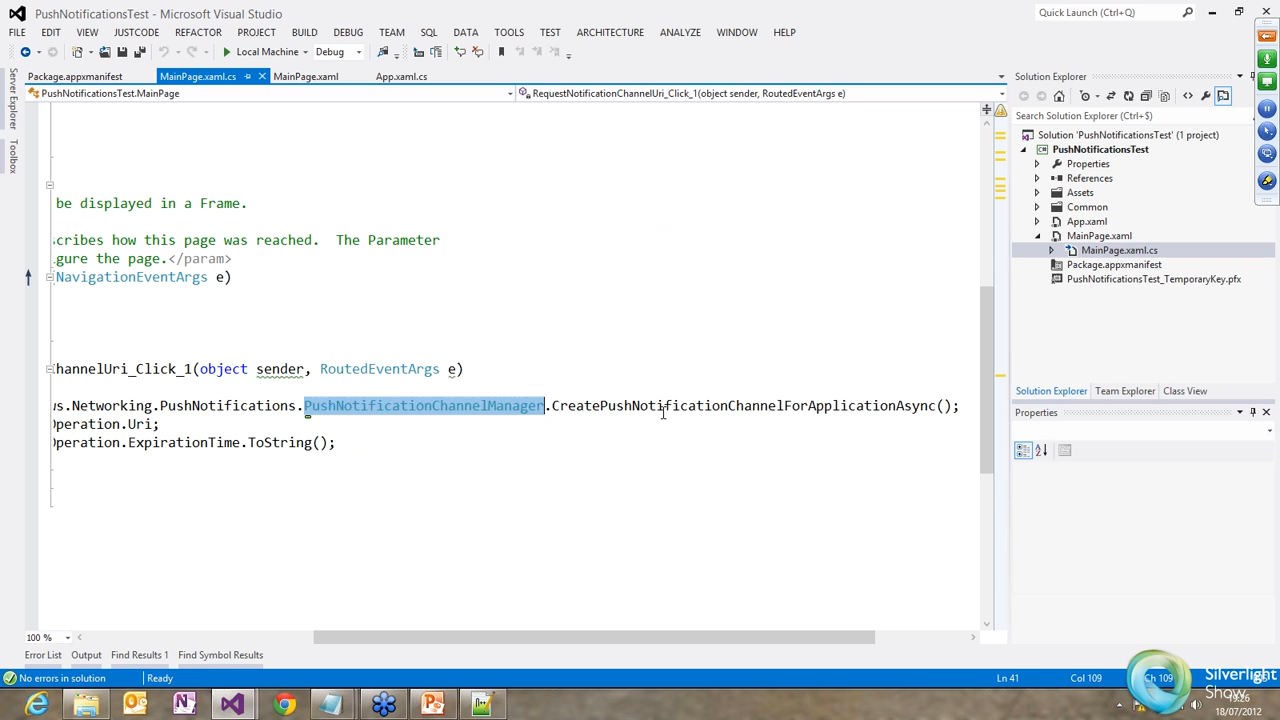 PushNotificationsTest - Microsoft Visual Studio
Quick Launch (Ctrl+Q)
FILE EDIT VIEW JUSTCODE REFACTOR PROJECT BUILD DEBUG TEAM SQL DATA TOOLS TEST ARCHITECTURE ANALYZE WINDOW HELP
Local Machine Debug
Package.appxmanifest MainPage.xaml.cs MainPage.xaml App.xaml.cs
PushNotificationsTest.MainPage RequestNotificationChannelUri_Click_1(object sender, RoutedEventArgs e)
Server Explorer
Toolbox
be displayed in a Frame.
cribes how this page was reached.  The Parameter
gure the page.</param>
NavigationEventArgs e)
hannelUri_Click_1(object sender, RoutedEventArgs e)
s.Networking.PushNotifications.PushNotificationChannelManager.CreatePushNotificationChannelForApplicationAsync();
peration.Uri;
peration.ExpirationTime.ToString();
100 %
Solution Explorer
Search Solution Explorer (Ctrl+$)
Solution 'PushNotificationsTest' (1 project)
PushNotificationsTest
Properties
References
Assets
Common
App.xaml
MainPage.xaml
MainPage.xaml.cs
Package.appxmanifest
PushNotificationsTest_TemporaryKey.pfx
Solution Explorer Team Explorer Class View
Properties
Error List Output Find Results 1 Find Symbol Results
No errors in solution Ready Ln 41 Col 109 Ch 109
Silverlight
Show
19:26
18/07/2012